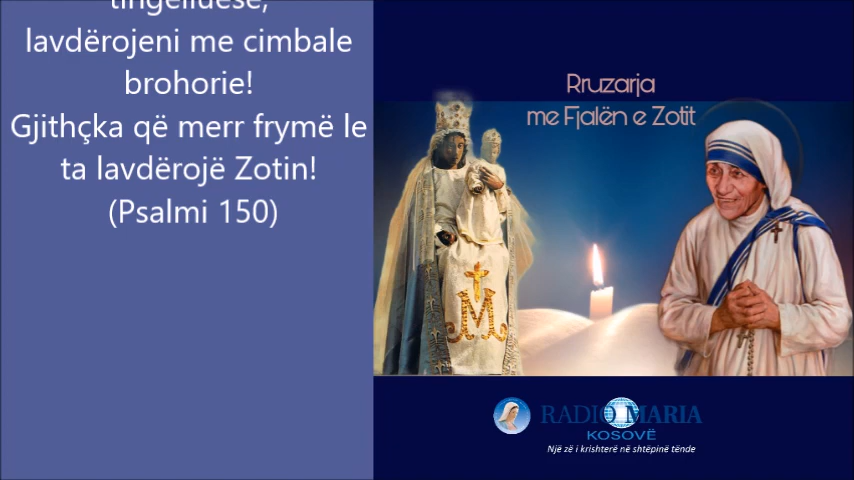 tingëlluese,
lavdërojeni me cimbale
brohorie!
Gjithçka që merr frymë le
ta lavdërojë Zotin!
(Psalmi 150)
Rruzarja
me Fjalën e Zotit
RADIO MARIA
KOSOVË
Një zë i krishterë në shtëpinë tënde